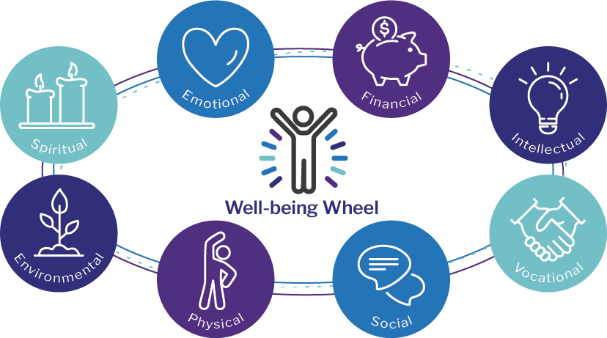 Emotional
Financial
Spiritual
Intellectual
$
Well-being Wheel
Environmental
Vocational
Physical
Social